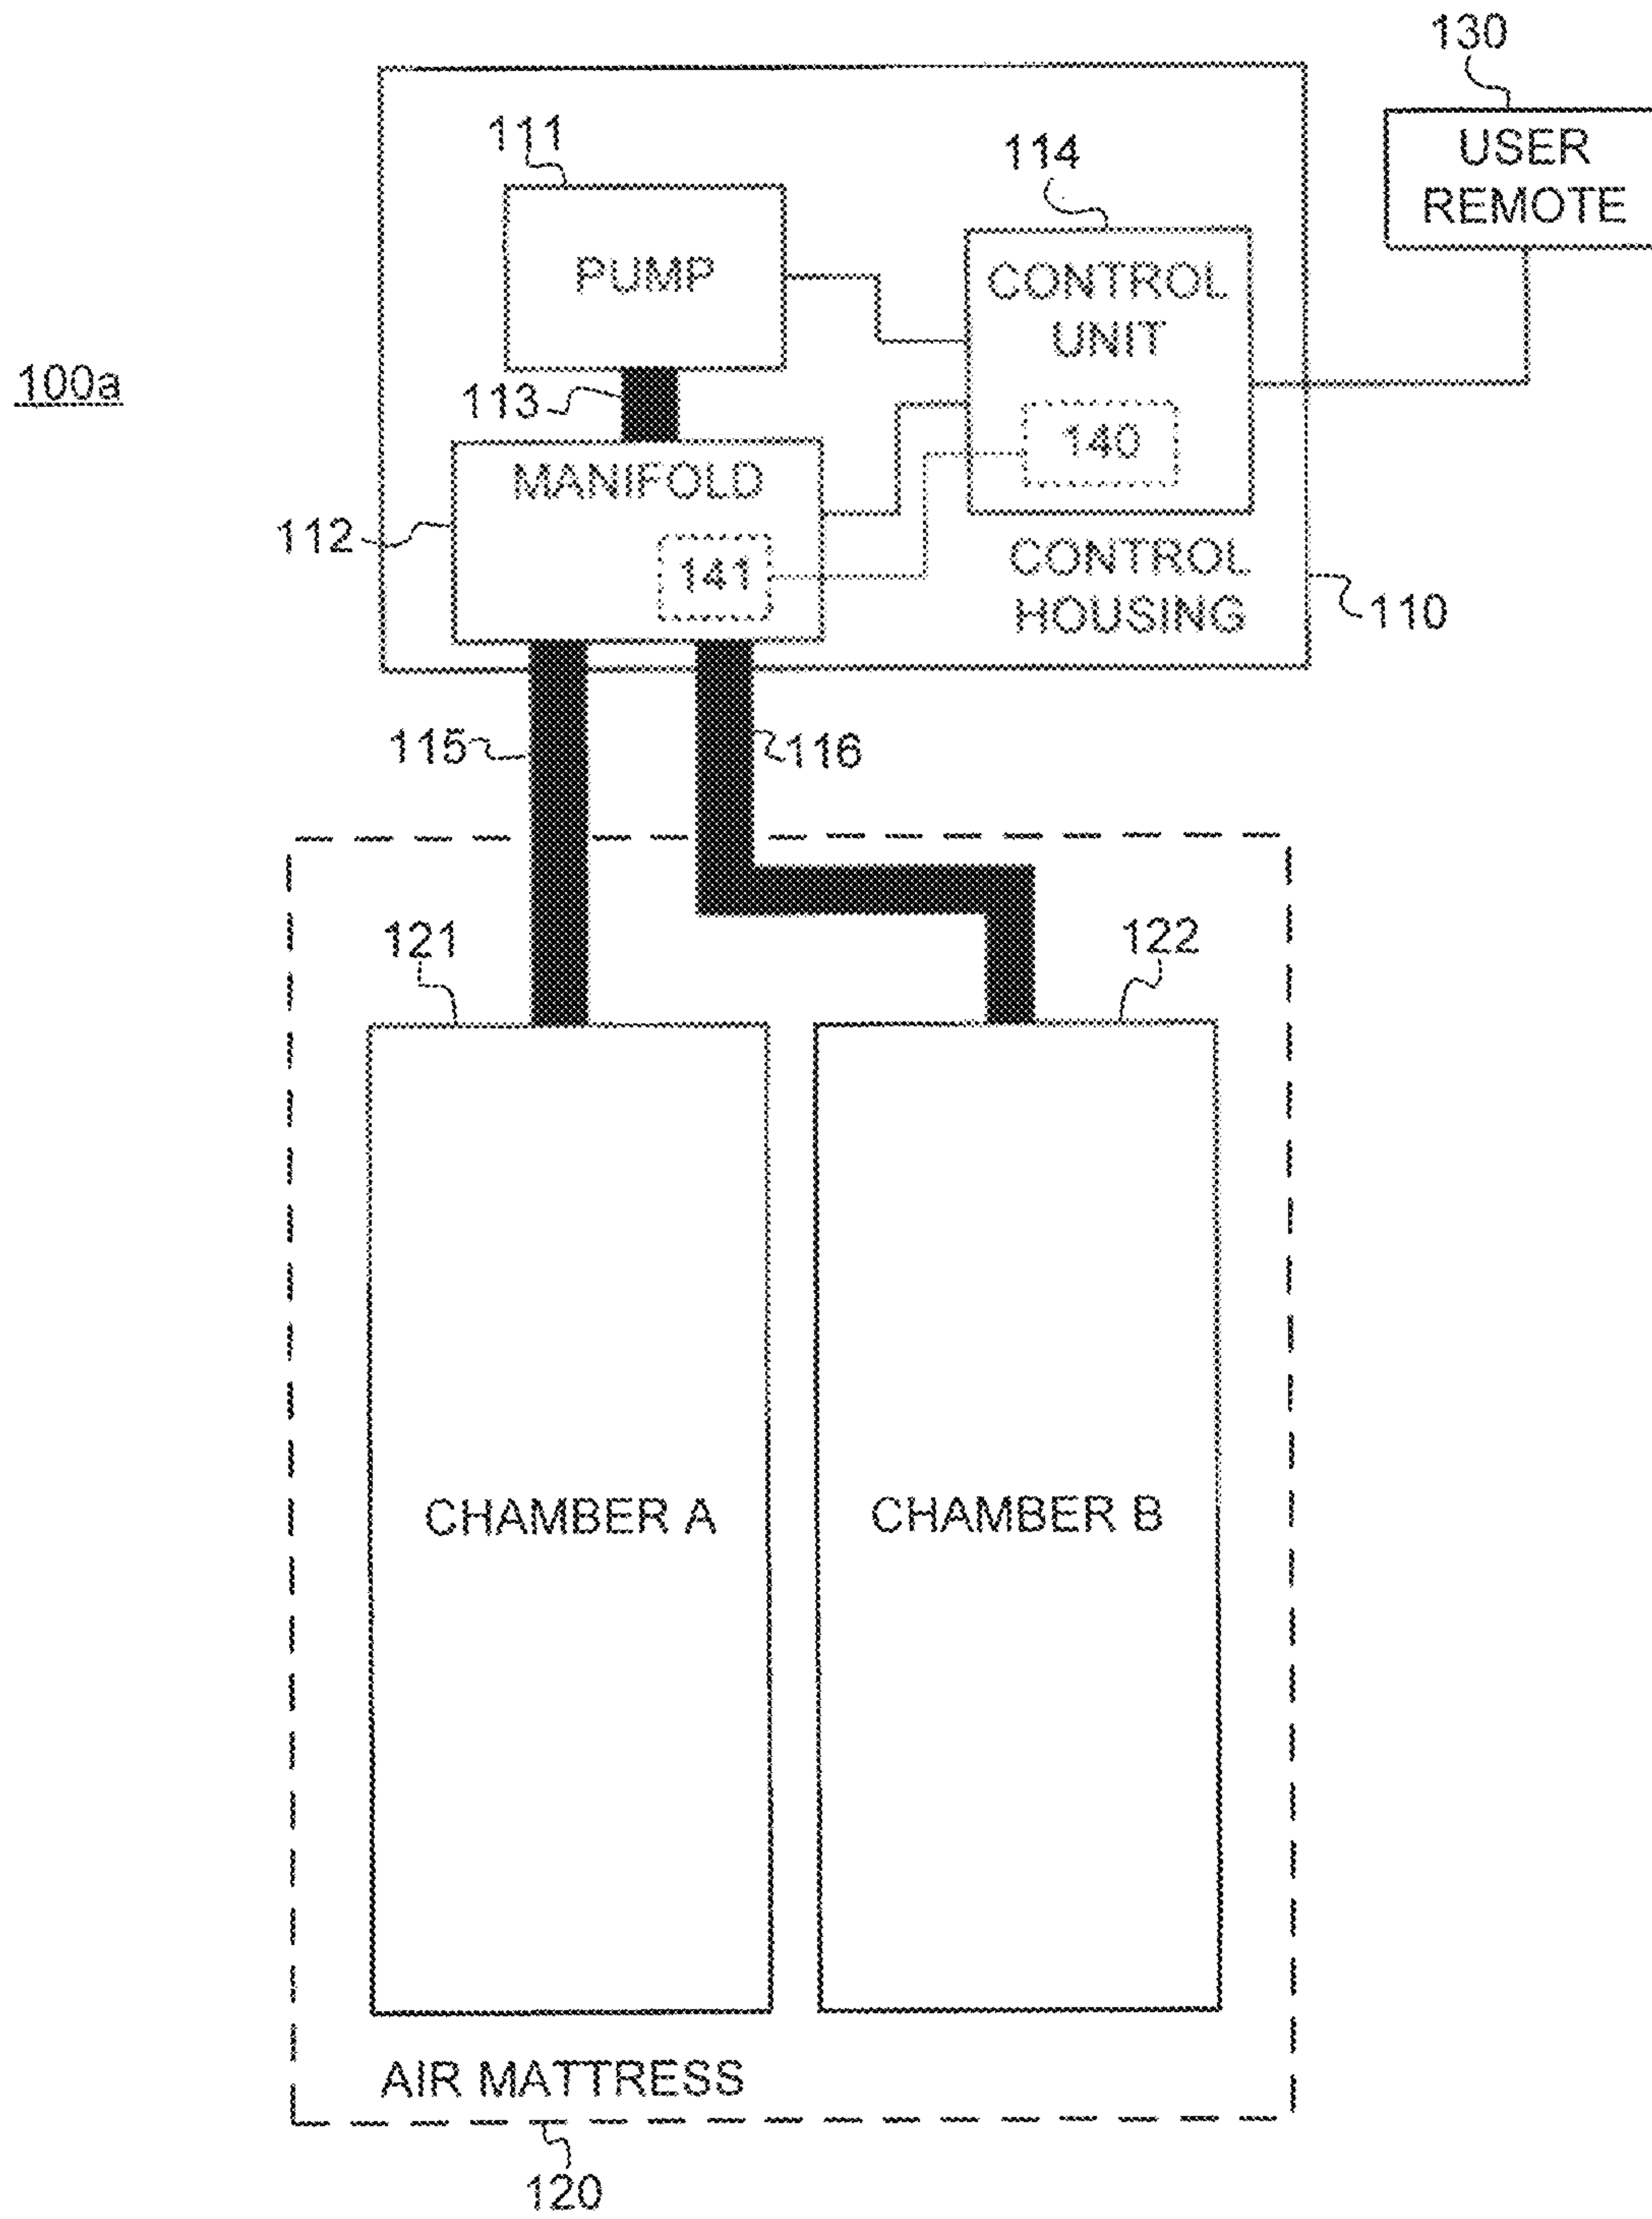 130
USER
REMOTE
111
114
PUMP
CONTROL
UNIT
100a
113
140
MANIFOLD
112
141
CONTROL
HOUSING
110
115
116
121
122
CHAMBER A
CHAMBER B
AIR MATTRESS
120